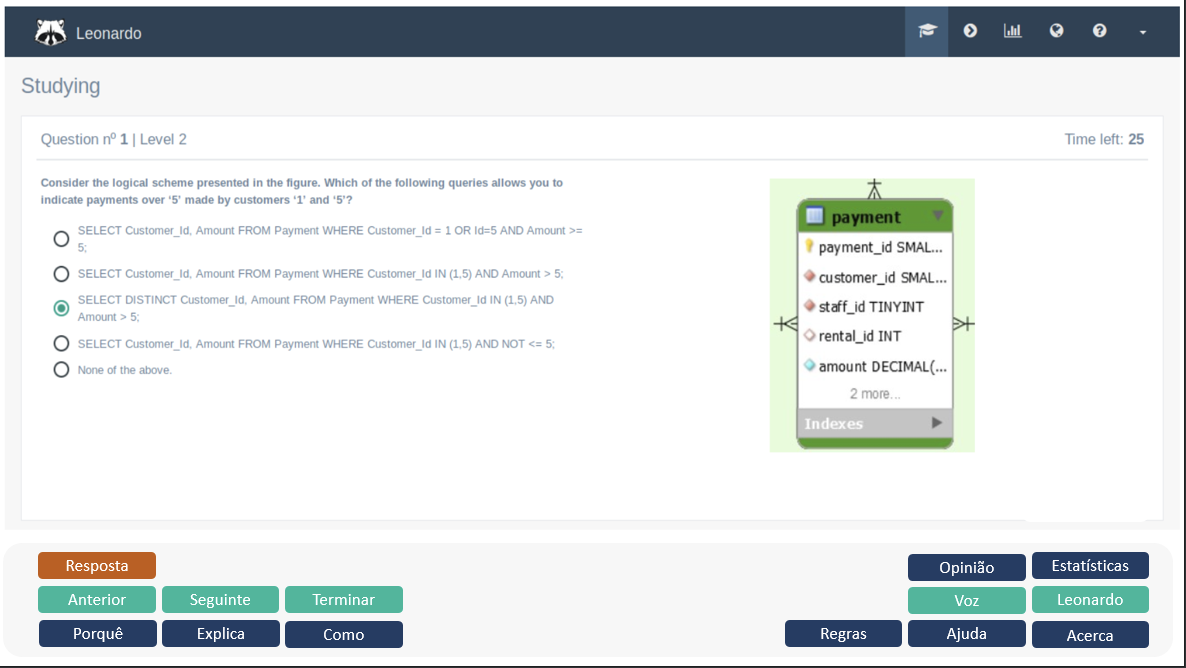 Leonardo
Studying
Question nº 1 | Level 2
Time left: 25
Consider the logical scheme presented in the figure. Which of the following queries allows you to
indicate payments over ‘5’ made by customers ‘1’ and ‘5’?
SELECT Customer_Id, Amount FROM Payment WHERE Customer_Id = 1 OR Id=5 AND Amount >=
5;
SELECT Customer_Id, Amount FROM Payment WHERE Customer_Id IN (1,5) AND Amount > 5;
SELECT DISTINCT Customer_Id, Amount FROM Payment WHERE Customer_Id IN (1,5) AND
Amount > 5;
SELECT Customer_Id, Amount FROM Payment WHERE Customer_Id IN (1,5) AND NOT <= 5;
None of the above.
payment
payment_id SMAL...
customer_id SMAL...
staff_id TINYINT
rental_id INT
amount DECIMAL(...
2 more...
Indexes
Resposta
Opinião
Estatísticas
Anterior
Seguinte
Terminar
Voz
Leonardo
Porquê
Explica
Como
Regras
Ajuda
Acerca